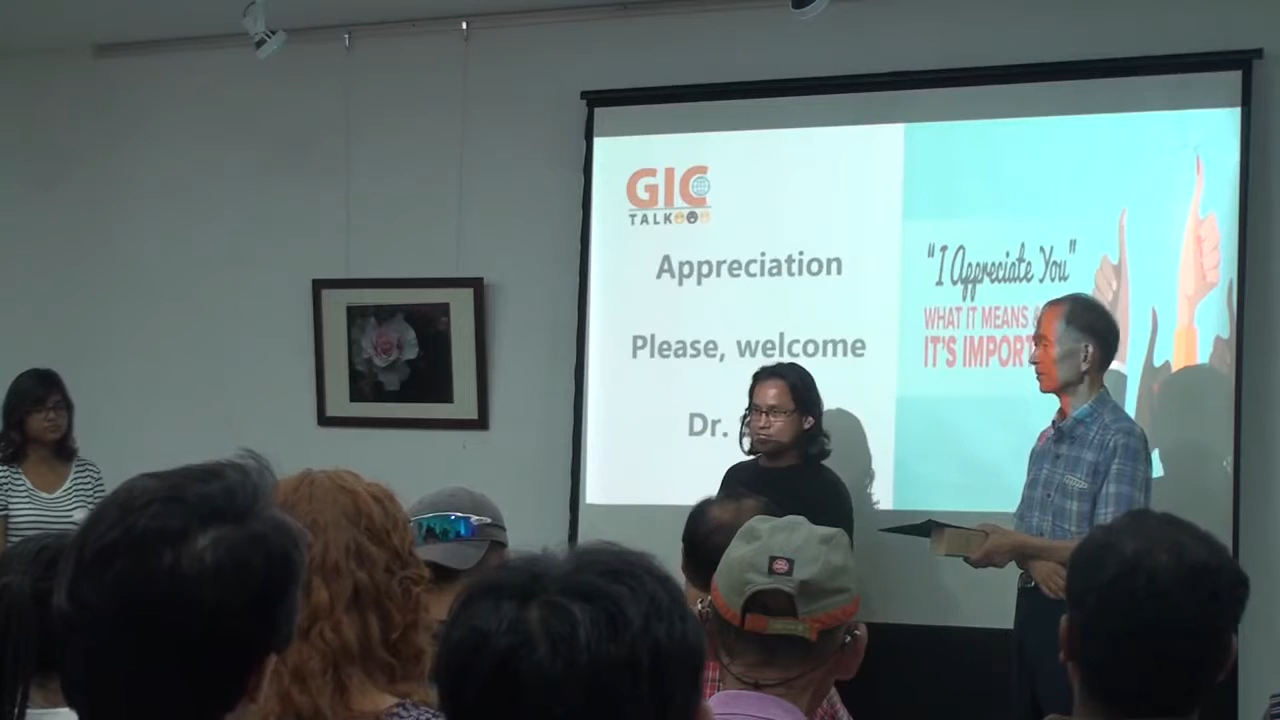 GIC
TALK
Appreciation
Please, welcome
Dr.
"I Appreciate You"
WHAT IT MEANS
IT'S IMPORT